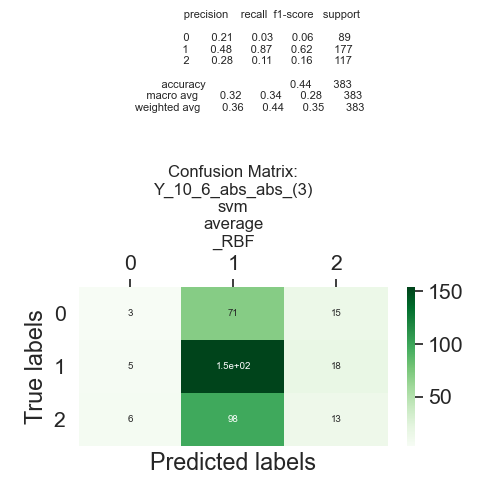 precision recall f1-score support
0 0.21 0.03 0.06 89
1 0.48 0.87 0.62 177
2 0.28 0.11 0.16 117
accuracy 0.44 383
macro avg 0.32 0.34 0.28 383
weighted avg 0.36 0.44 0.35 383
Confusion Matrix:
Y_10_6_abs_abs_(3)
svm
average
_RBF
0 1 2
150
0 3 71 15
100
1 5 1.5e+02 18
50
2 6 98 13
True labels
Predicted labels